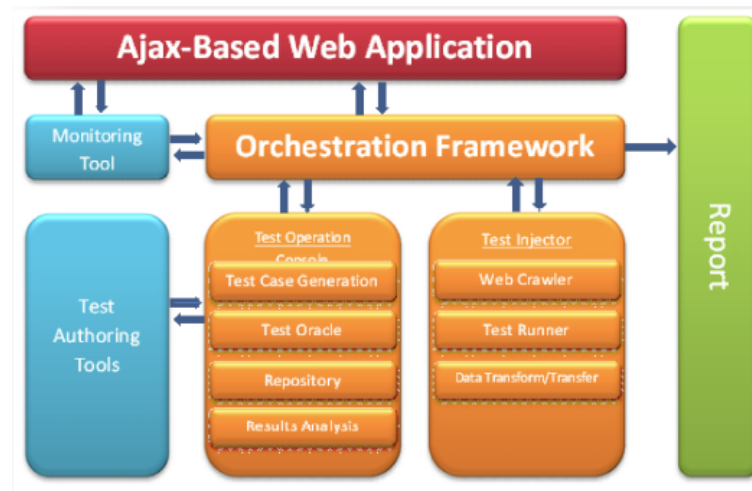 Ajax-Based Web Application
Monitoring
Tool
Orchestration Framework
Test
Authoring
Tools
Test Operation
Console
Test Case Generation
Test Oracle
Repository
Results Analysis
Test Injector
Web Crawler
Test Runner
Data Transform/Transfer
Report